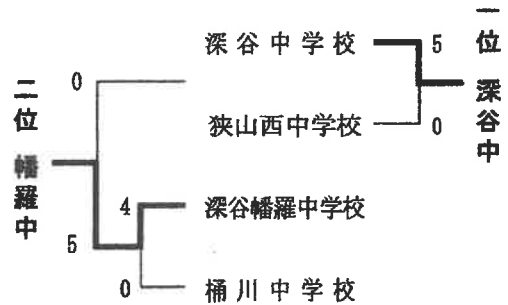 一位 深谷中
深谷中学校 5
0
狭山西中学校 0
二位 幡羅中
4 深谷幡羅中学校
5
0 桶川中学校